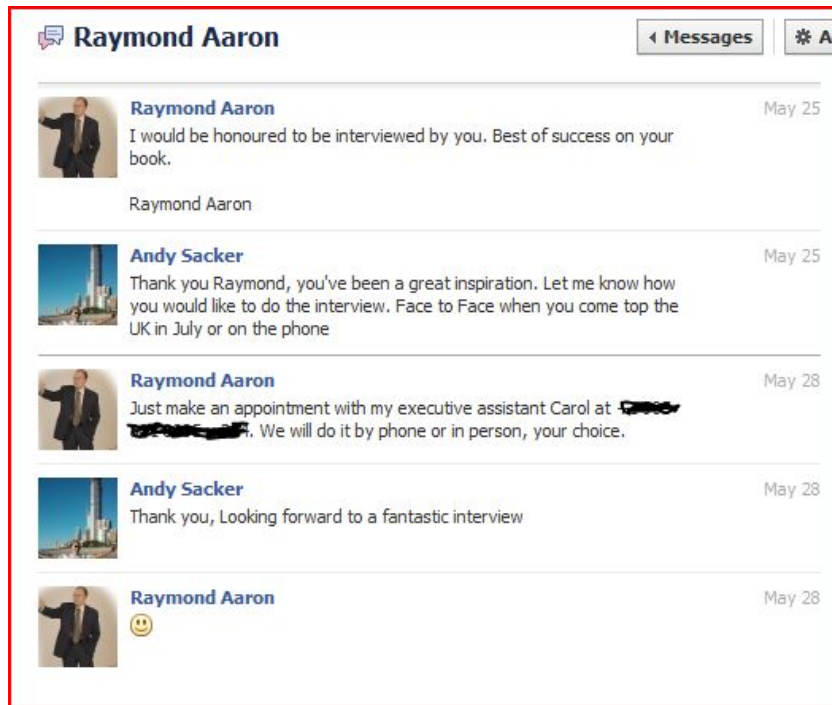 Raymond Aaron
Messages
A
Raymond Aaron
May 25
I would be honoured to be interviewed by you. Best of success on your
book.
Raymond Aaron
Andy Sacker
May 25
Thank you Raymond, you've been a great inspiration. Let me know how
you would like to do the interview. Face to Face when you come top the
UK in July or on the phone
Raymond Aaron
May 28
Just make an appointment with my executive assistant Carol at
. We will do it by phone or in person, your choice.
Andy Sacker
May 28
Thank you, Looking forward to a fantastic interview
Raymond Aaron
May 28